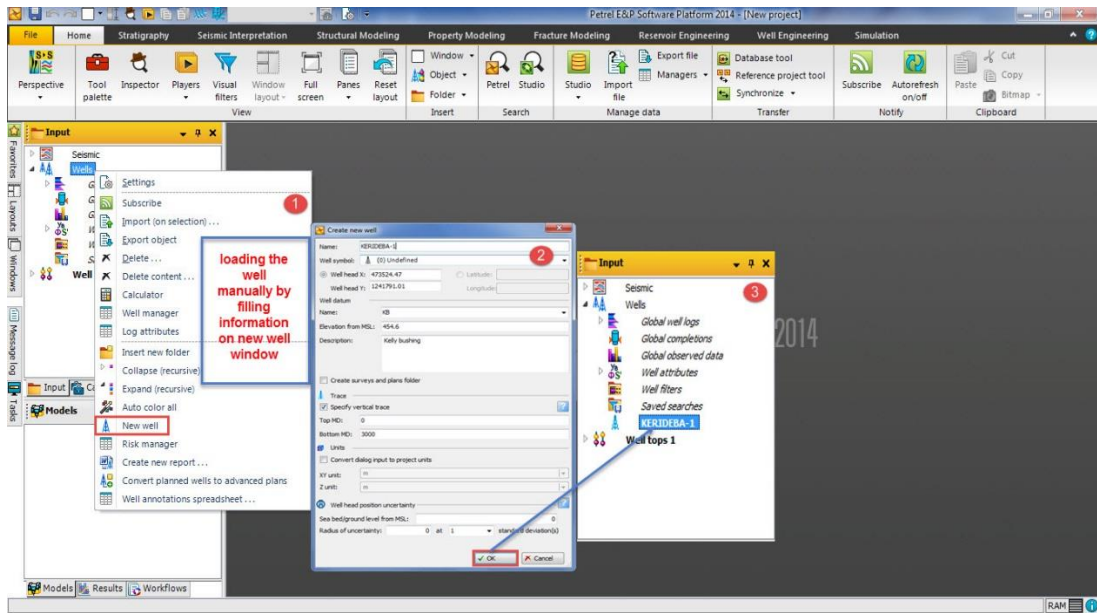 Petrel E&P Software Platform 2014 - [New project]
File Home Stratigraphy Seismic Interpretation Structural Modeling Property Modeling Fracture Modeling Reservoir Engineering Well Engineering Simulation
Perspective
Tool palette
Inspector
Players
Visual filters
Window layout
Full screen
Panes
Reset layout
View
Window
Object
Folder
Insert
Petrel
Studio
Search
Studio
Import file
Export file
Managers
Manage data
Database tool
Reference project tool
Synchronize
Transfer
Subscribe
Autorefresh on/off
Notify
Paste
Cut
Copy
Bitmap
Clipboard
Favorites
Layouts
Windows
Message log
Tasks
Input
Seismic
Wells
Well
Input
Models
Models Results Workflows
Settings
Subscribe
Import (on selection) ...
Export object
Delete ...
Delete content ...
Calculator
Well manager
Log attributes
Insert new folder
Collapse (recursive)
Expand (recursive)
Auto color all
New well
Risk manager
Create new report ...
Convert planned wells to advanced plans
Well annotations spreadsheet ...
1
loading the
well
manually by
filling
information
on new well
window
Create new well
2
Name: KERIDEBA-1
Well symbol: (0) Undefined
Well head X: 473524.47 Latitude:
Well head Y: 1241791.01 Longitude:
Well datum
Name: KB
Elevation from MSL: 454.6
Description: Kelly bushing
Create surveys and plans folder
Trace
Specify vertical trace
Top MD: 0
Bottom MD: 3000
Units
Convert dialog input to project units
XY unit: m
Z unit: m
Well head position uncertainty
Sea bed/ground level from MSL: 0
Radius of uncertainty: 0 at 1 standard deviation(s)
OK Cancel
Input
3
Seismic
Wells
Global well logs
Global completions
Global observed data
Well attributes
Well filters
Saved searches
KERIDEBA-1
Well tops 1
2014
RAM